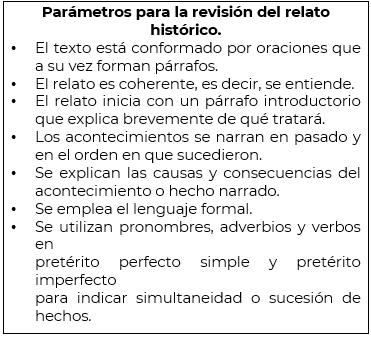 Parámetros para la revisión del relato
histórico.
• El texto está conformado por oraciones que
a su vez forman párrafos.
• El relato es coherente, es decir, se entiende.
• El relato inicia con un párrafo introductorio
que explica brevemente de qué tratará.
• Los acontecimientos se narran en pasado y
en el orden en que sucedieron.
• Se explican las causas y consecuencias del
acontecimiento o hecho narrado.
• Se emplea el lenguaje formal.
• Se utilizan pronombres, adverbios y verbos
en
pretérito perfecto simple y pretérito
imperfecto
para indicar simultaneidad o sucesión de
hechos.